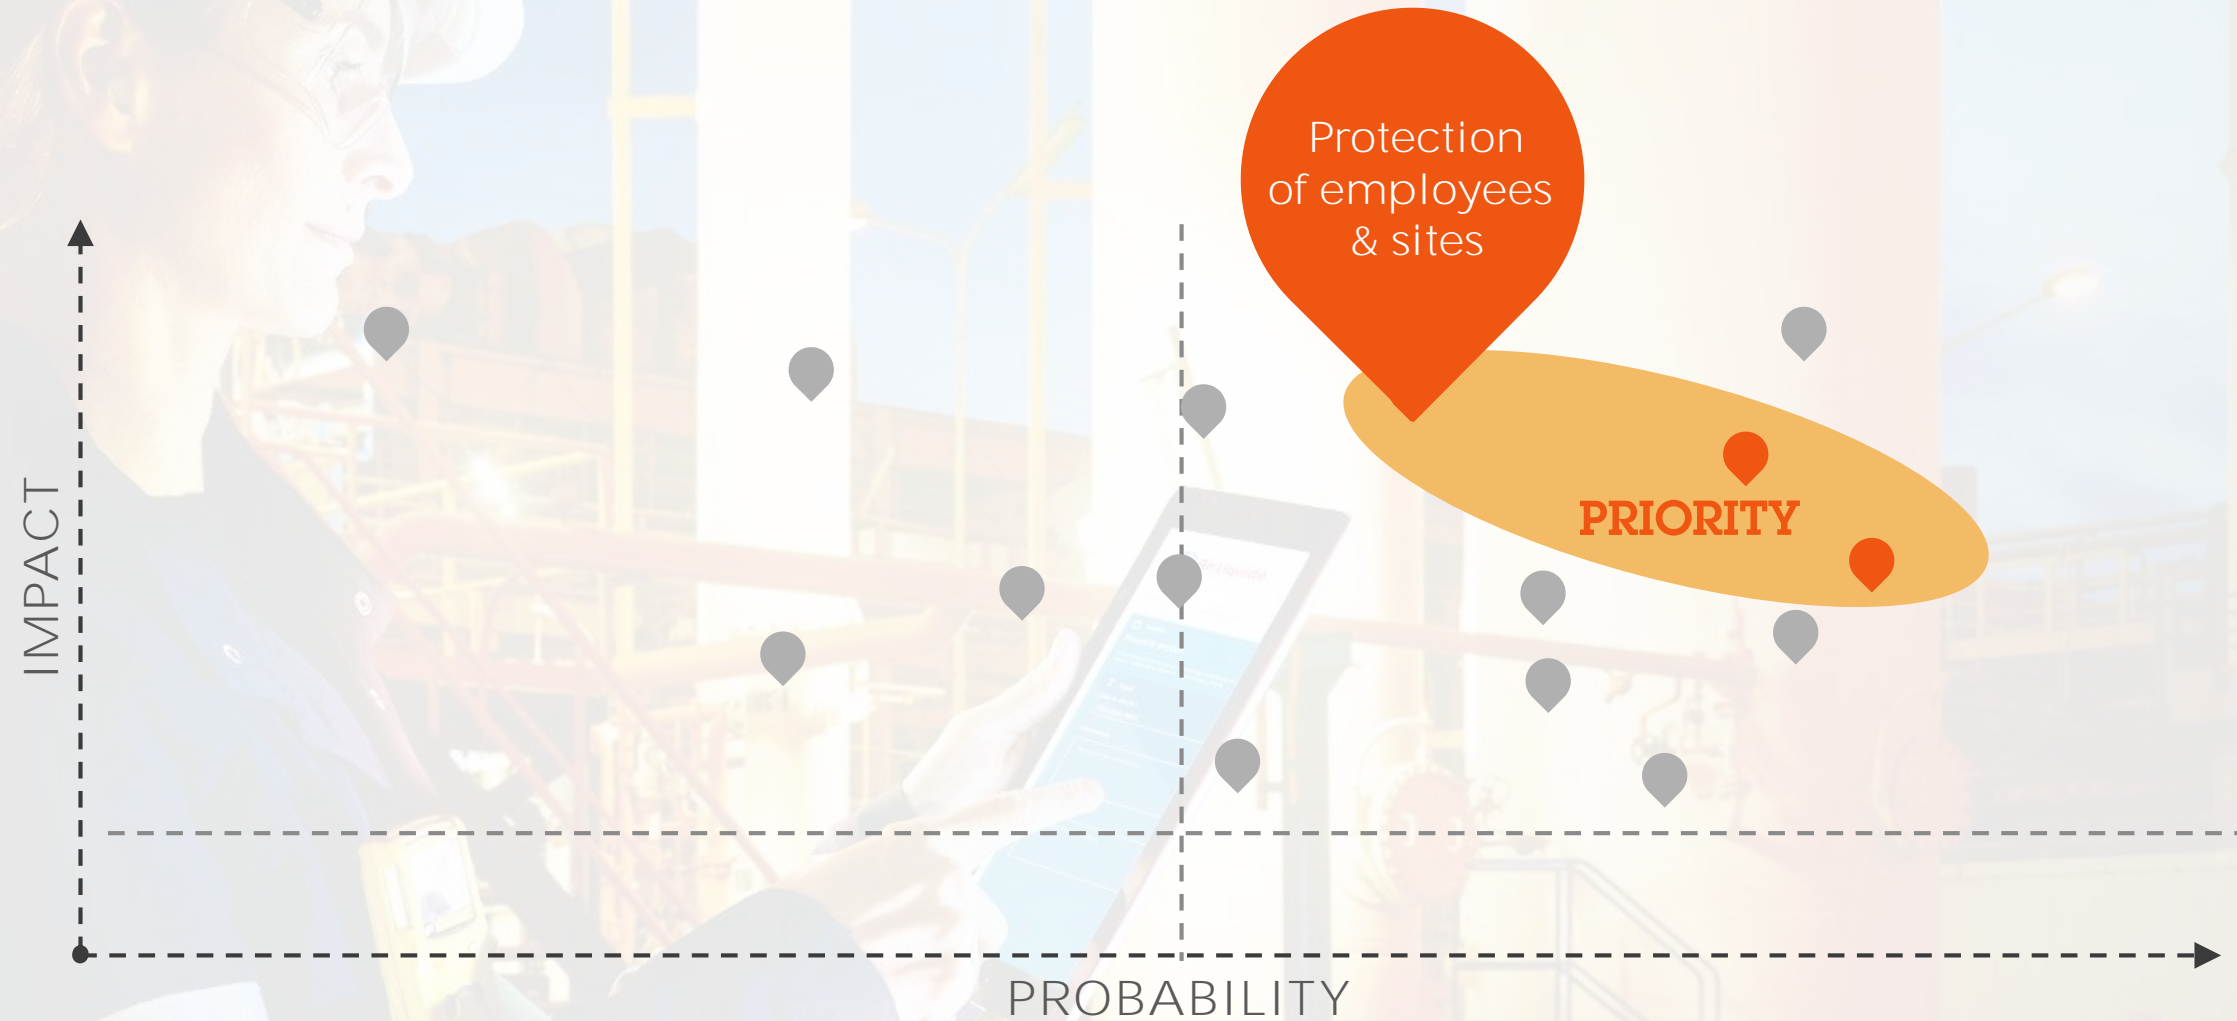 Protection
of employees
& sites
PRIORITY
IMPACT
PROBABILITY